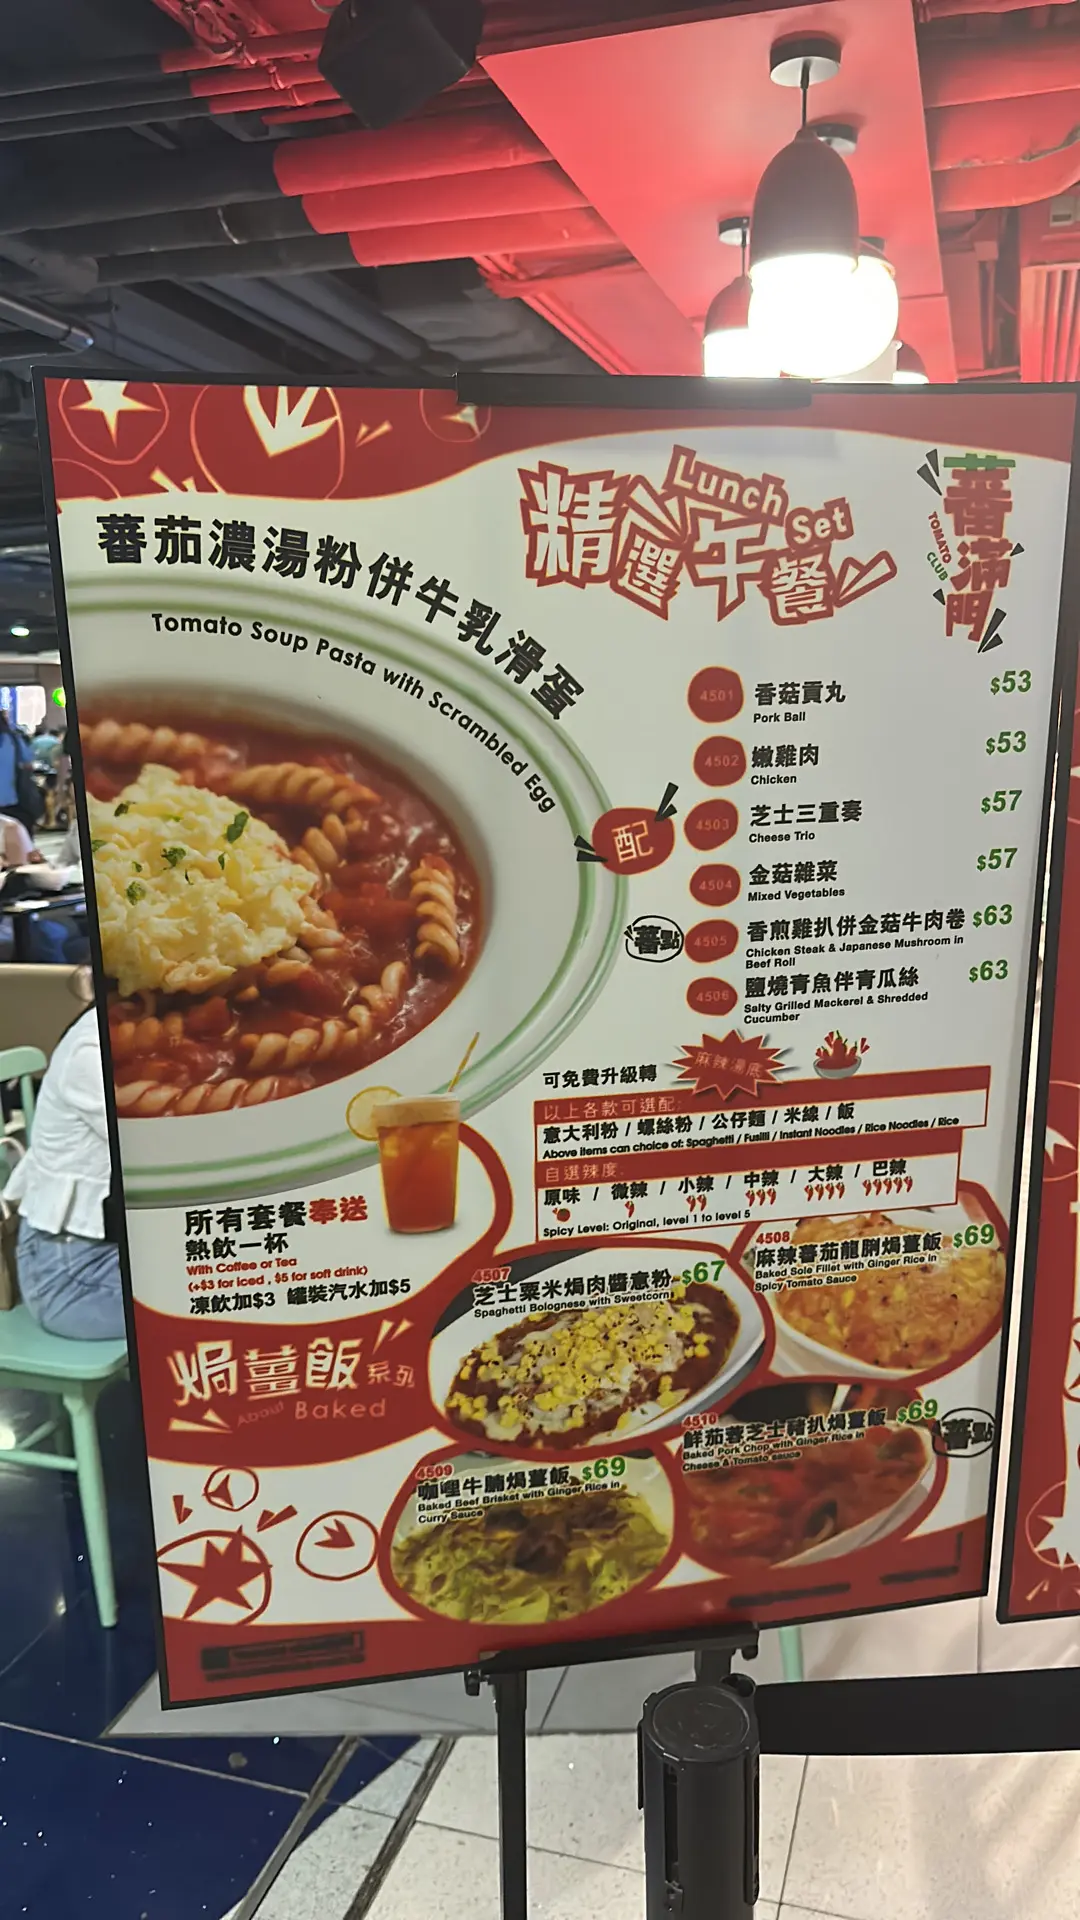 精選午餐
Lunch Set
蕃滿門
TOMATO CLUB
蕃茄濃湯粉併牛乳滑蛋
Tomato Soup Pasta with Scrambled Egg
配
4501 香菇貢丸 $53
Pork Ball
4502 嫩雞肉 $53
Chicken
4503 芝士三重奏 $57
Cheese Trio
4504 金菇雜菜 $57
Mixed Vegetables
蕃點
4505 香煎雞扒併金菇牛肉卷 $63
Chicken Steak & Japanese Mushroom in
Beef Roll
4506 鹽燒青魚伴青瓜絲 $63
Salty Grilled Mackerel & Shredded
Cucumber
可免費升級轉 麻辣湯底
以上各款可選配:
意大利粉 / 螺絲粉 / 公仔麵 / 米線 / 飯
Above items can choice of: Spaghetti / Fusilli / Instant Noodles / Rice Noodles / Rice
自選辣度:
原味 / 微辣 / 小辣 / 中辣 / 大辣 / 巴辣
Spicy Level: Original, level 1 to level 5
所有套餐奉送
熱飲一杯
With Coffee or Tea
(+$3 for Iced , $5 for soft drink)
凍飲加$3 罐裝汽水加$5
焗薑飯系列
About Baked
4507
芝士粟米焗肉醬意粉 $67
Spaghetti Bolognese with Sweetcorn
4508
麻辣蕃茄龍脷焗薑飯 $69
Baked Sole Fillet with Ginger Rice in
Spicy Tomato Sauce
4509
咖喱牛腩焗薑飯 $69
Baked Beef Brisket with Ginger Rice in
Curry Sauce
4510
鮮茄蓉芝士豬扒焗薑飯 $69
Baked Pork Chop with Ginger Rice in
Cheese & Tomato sauce
蕃點